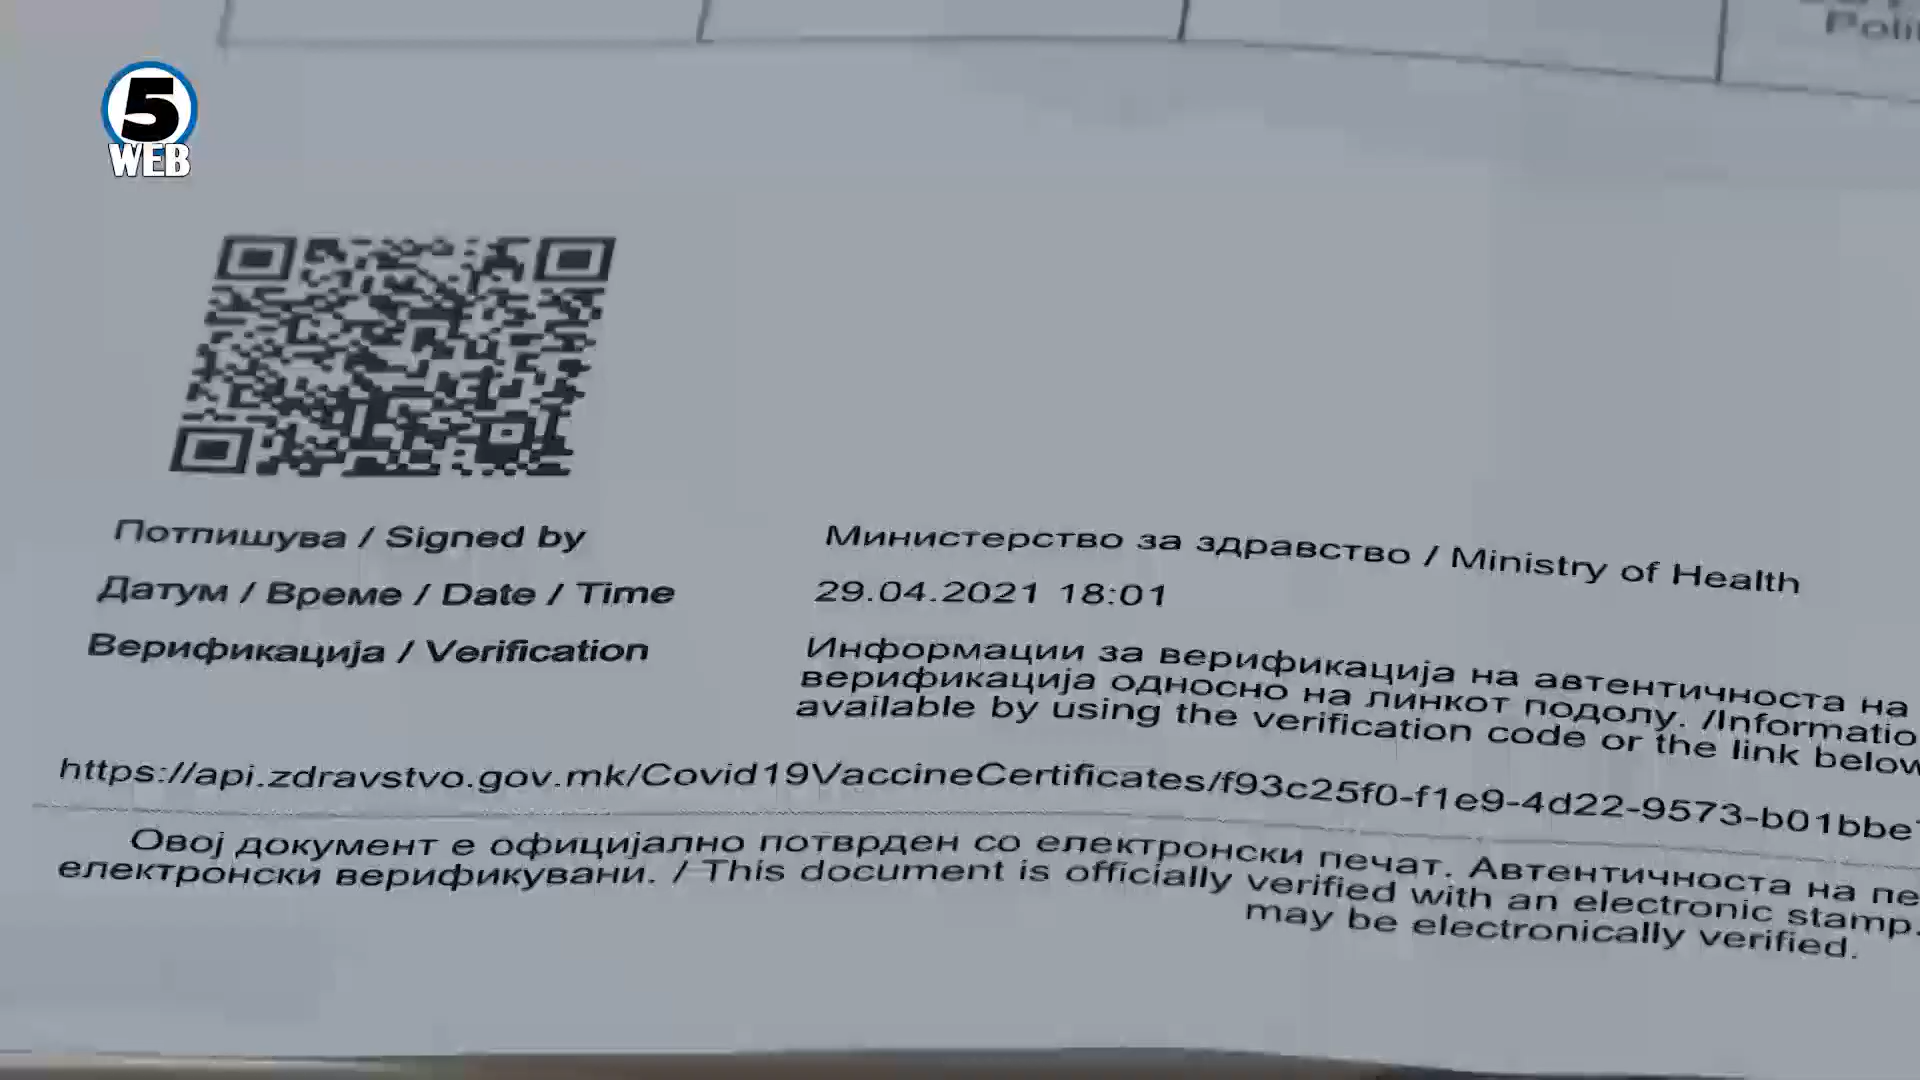 5
WEB
Потпишува / Signed by
Министерство за здравство / Ministry of Health
Датум / Време / Date / Time
29.04.2021 18:01
Верификација / Verification
Информации за верификација на автентичноста на
верификација односно на линкот подолу. /Informatio
available by using the verification code or the link below
https://api.zdravstvo.gov.mk/Covid19VaccineCertificates/f93c25f0-f1e9-4d22-9573-b01bbe
Овој документ е официјално потврден со електронски печат. Автентичноста на пе
електронски верификувани. / This document is officially verified with an electronic stamp.
may be electronically verified.